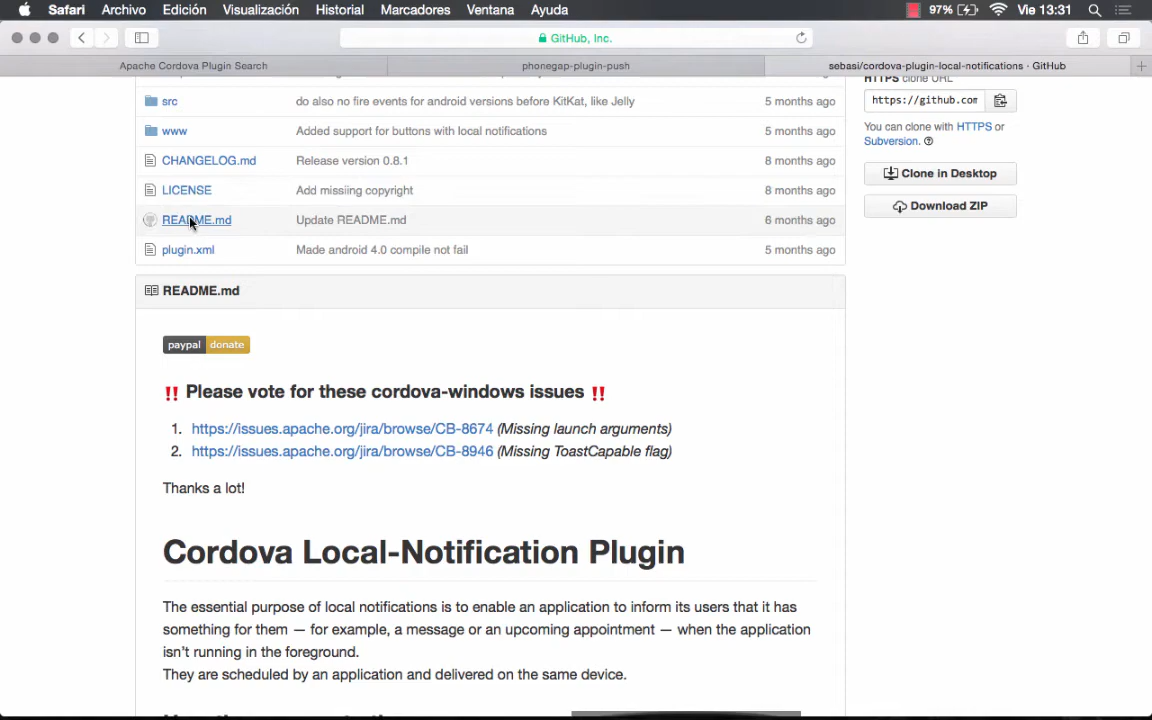 Safari Archivo Edición Visualización Historial Marcadores Ventana Ayuda 97% Vie 13:31
GitHub, Inc.
Apache Cordova Plugin Search phonegap-plugin-push sebasi/cordova-plugin-local-notifications · GitHub
HTTPS clone URL
src do also no fire events for android versions before KitKat, like Jelly 5 months ago
https://github.com
www Added support for buttons with local notifications 5 months ago
You can clone with HTTPS or
Subversion.
CHANGELOG.md Release version 0.8.1 8 months ago
Clone in Desktop
LICENSE Add missiing copyright 8 months ago
Download ZIP
README.md Update README.md 6 months ago
plugin.xml Made android 4.0 compile not fail 5 months ago
README.md
paypal donate
!! Please vote for these cordova-windows issues !!
1. https://issues.apache.org/jira/browse/CB-8674 (Missing launch arguments)
2. https://issues.apache.org/jira/browse/CB-8946 (Missing ToastCapable flag)
Thanks a lot!
Cordova Local-Notification Plugin
The essential purpose of local notifications is to enable an application to inform its users that it has
something for them — for example, a message or an upcoming appointment — when the application
isn't running in the foreground.
They are scheduled by an application and delivered on the same device.